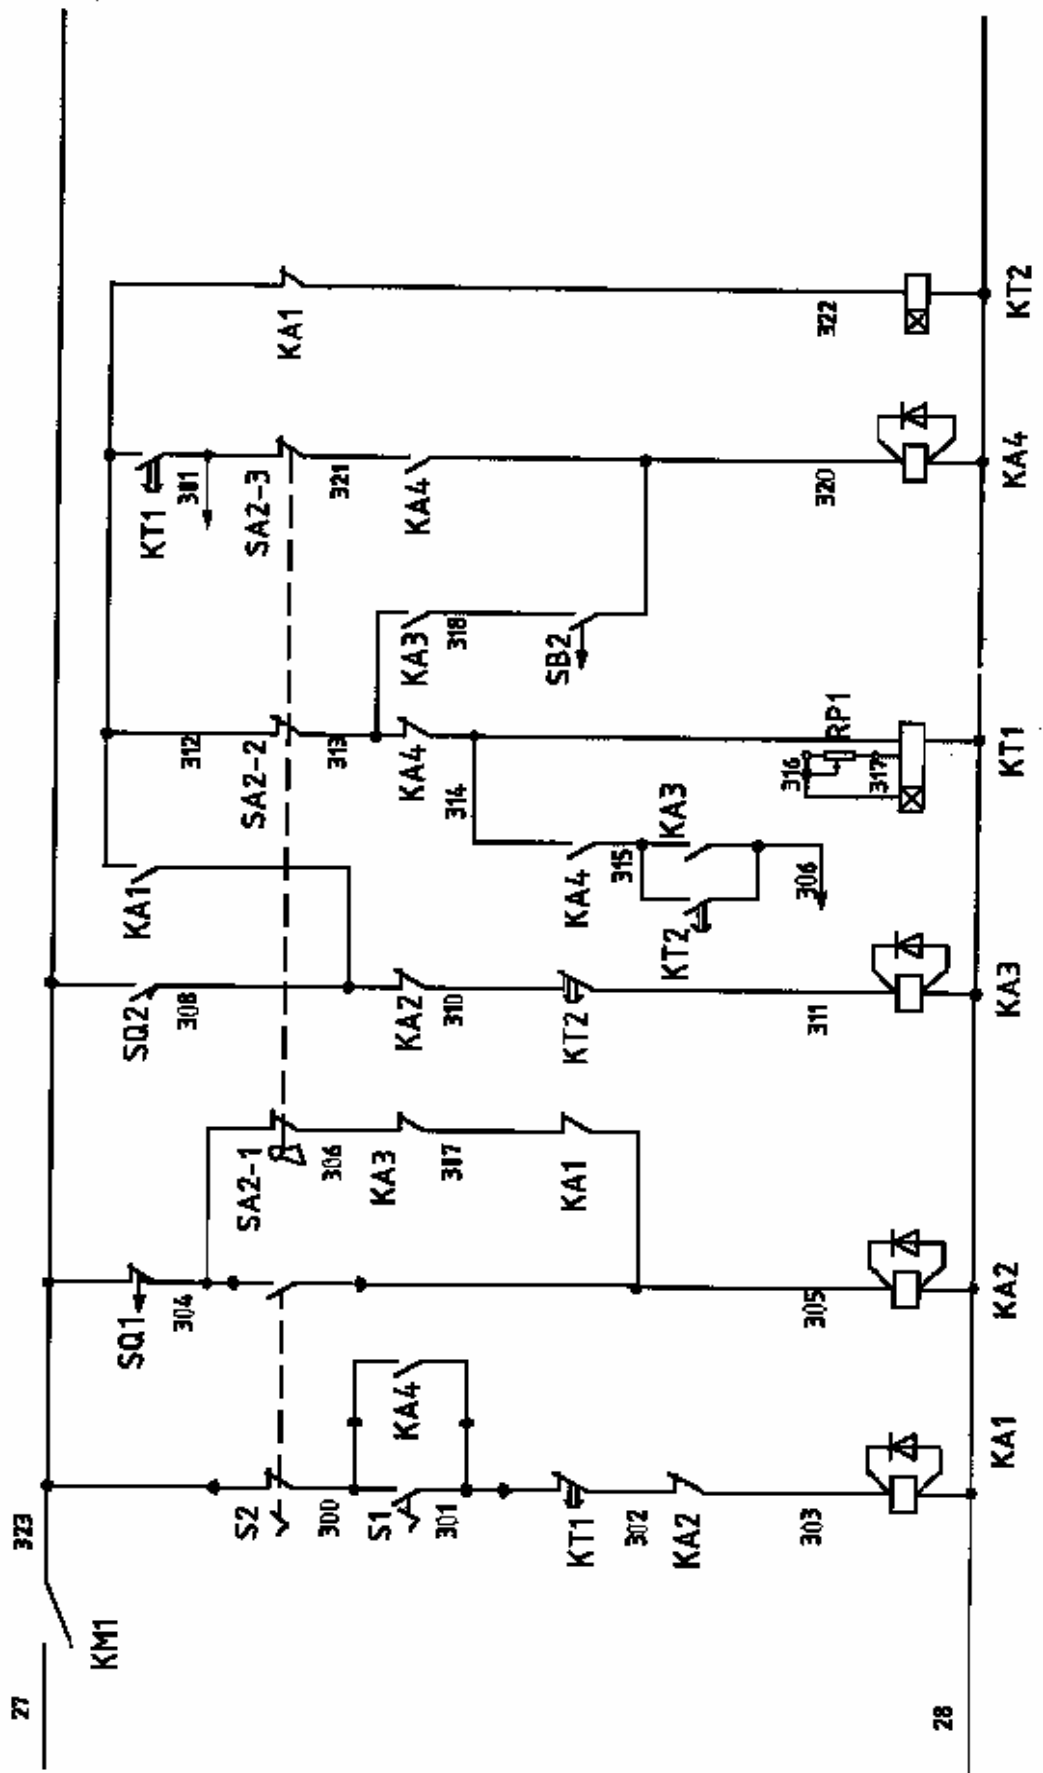 27
323
KM1
28
S2
300
S1
301
KA4
KT1
302
KA2
303
KA1
SQ1
304
305
KA2
SA2-1
306
KA3
307
KA1
SQ2
308
KA2
310
KT2
311
KA3
KA1
312
SA2-2
313
KA4
314
KA4
315
KA3
KT2
306
316
RP1
317
KT1
KA3
318
SB2
KT1
301
SA2-3
321
KA4
320
KA4
KA1
322
KT2